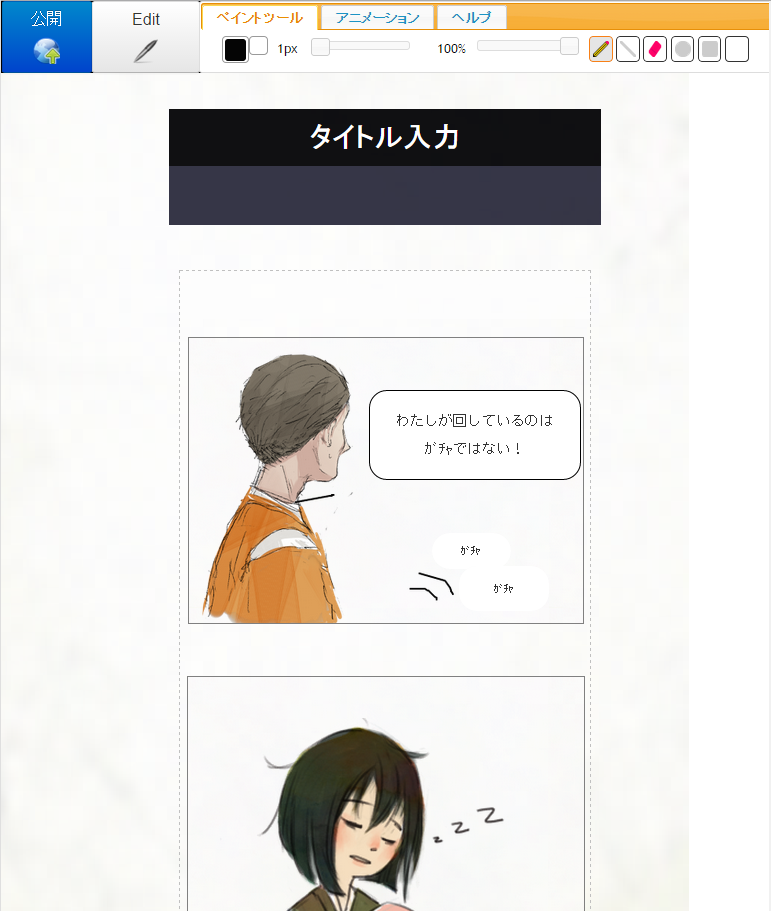 公開
Edit
ペイントツール
アニメーション
ヘルプ
1px
100%
タイトル入力
わたしが回しているのは
ｶﾞﾁｬではない！
ｶﾞﾁｬ
ｶﾞﾁｬ
z z z